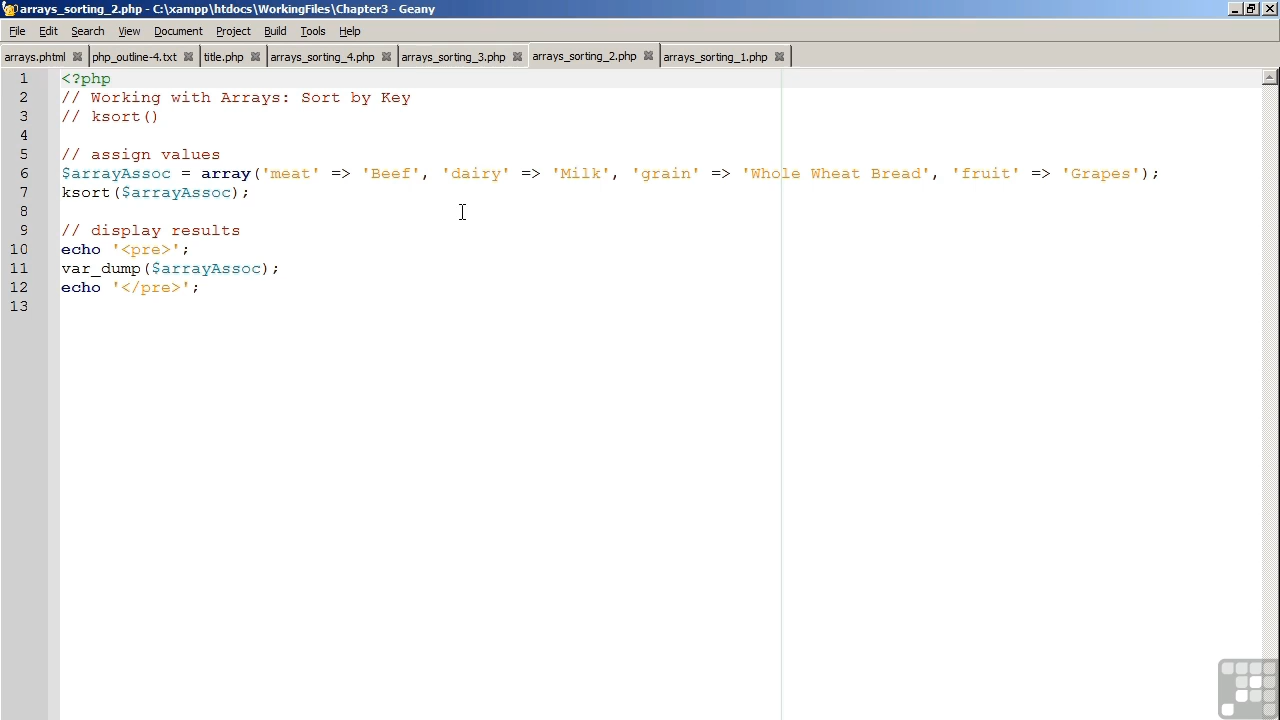 arrays_sorting_2.php - C:\xampp\htdocs\WorkingFiles\Chapter3 - Geany
File Edit Search View Document Project Build Tools Help
arrays.phtml php_outline-4.txt title.php arrays_sorting_4.php arrays_sorting_3.php arrays_sorting_2.php arrays_sorting_1.php
1 <?php
2 // Working with Arrays: Sort by Key
3 // ksort()
4
5 // assign values
6 $arrayAssoc = array('meat' => 'Beef', 'dairy' => 'Milk', 'grain' => 'Whole Wheat Bread', 'fruit' => 'Grapes');
7 ksort($arrayAssoc);
8
9 // display results
10 echo '<pre>';
11 var_dump($arrayAssoc);
12 echo '</pre>';
13